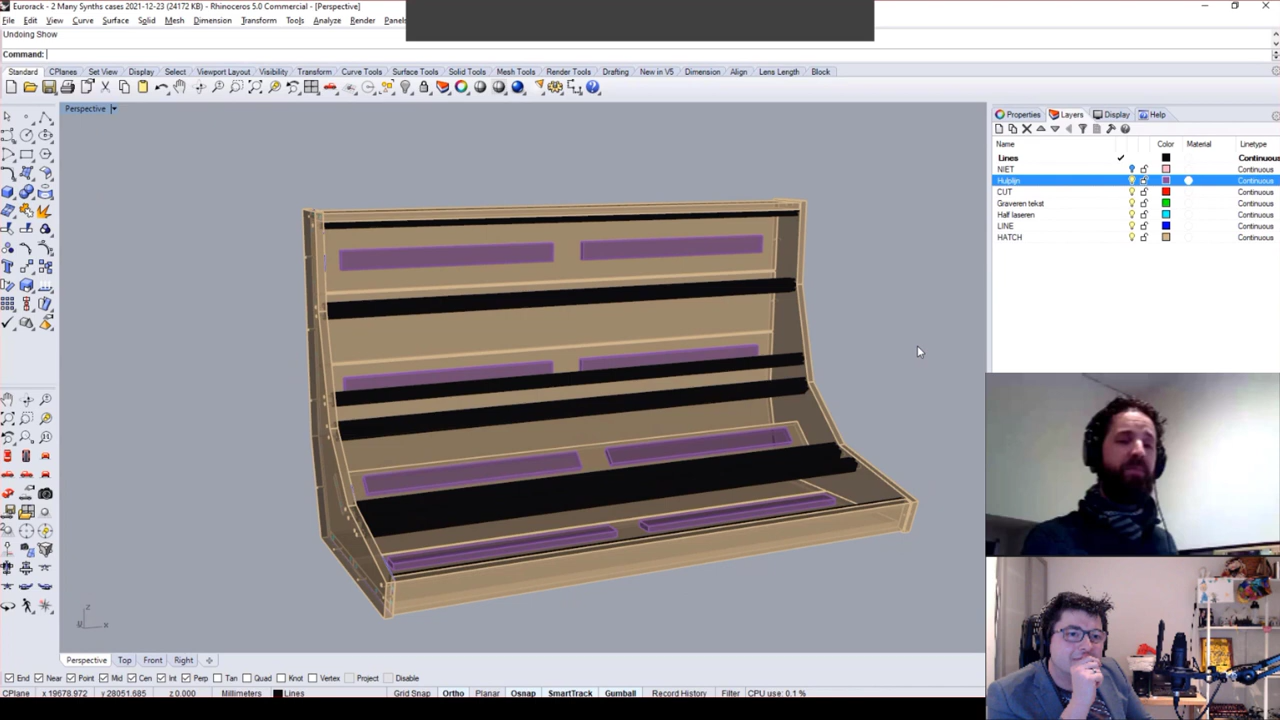 Eurorack - 2 Many Synths cases 2021-12-23 (24172 KB) - Rhinoceros 5.0 Commercial - [Perspective]
File Edit View Curve Surface Solid Mesh Dimension Transform Tools Analyze Render Panels
Undoing Show
Command:
Standard CPlanes Set View Display Select Viewport Layout Visibility Transform Curve Tools Surface Tools Solid Tools Mesh Tools Render Tools Drafting New in V5 Dimension Align Lens Length Block
Perspective
Properties Layers Display Help
Name Color Material Linetype
Lines Continuous
NIET Continuous
Hulplijn Continuous
CUT Continuous
Graveren tekst Continuous
Half laseren Continuous
LINE Continuous
HATCH Continuous
z
y x
Perspective Top Front Right
End Near Point Mid Cen Int Perp Tan Quad Knot Vertex Project Disable
CPlane x 19678.972 y 28051.685 z 0.000 Millimeters Lines Grid Snap Ortho Planar Osnap SmartTrack Gumball Record History Filter CPU use: 0.1 %